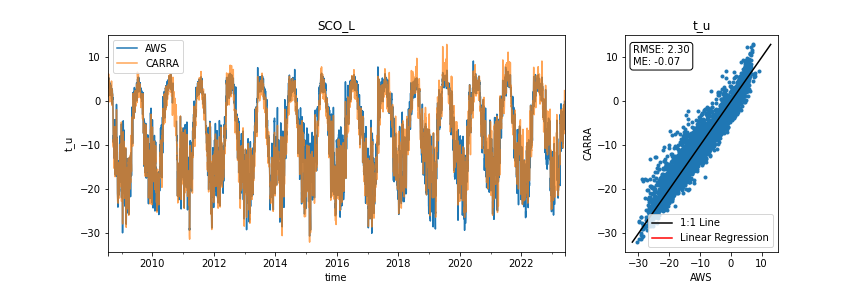 SCO_L
t_u
AWS
CARRA
10
0
−10
−20
−30
t_u
2010
2012
2014
2016
2018
2020
2022
time
RMSE: 2.30
ME: -0.07
10
0
−10
−20
−30
CARRA
1:1 Line
Linear Regression
−30
−20
−10
0
10
AWS